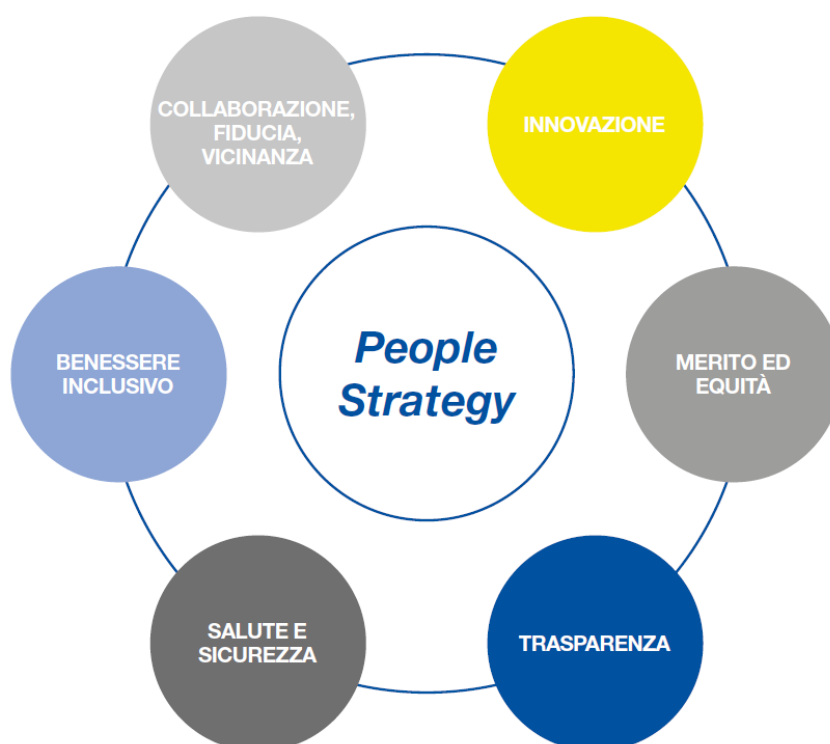 COLLABORAZIONE,
FIDUCIA,
VICINANZA
INNOVAZIONE
BENESSERE
INCLUSIVO
People
Strategy
MERITO ED
EQUITÀ
SALUTE E
SICUREZZA
TRASPARENZA